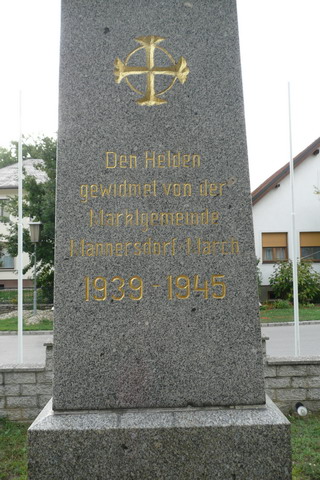 Den Helden
gewidmet von der
Marktgemeinde
Mannersdorf March
1939 - 1945